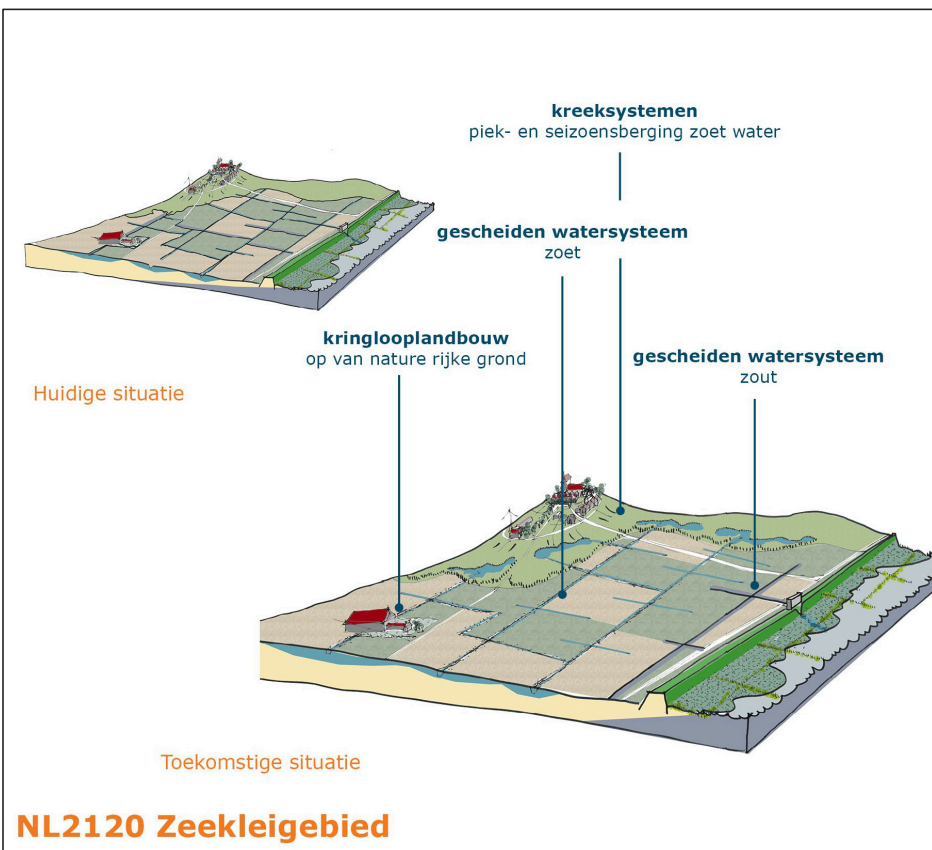 kreeksystemen
piek- en seizoensberging zoet water
gescheiden watersysteem
zoet
kringlooplandbouw
op van nature rijke grond
gescheiden watersysteem
zout
Huidige situatie
Toekomstige situatie
NL2120 Zeekleigebied